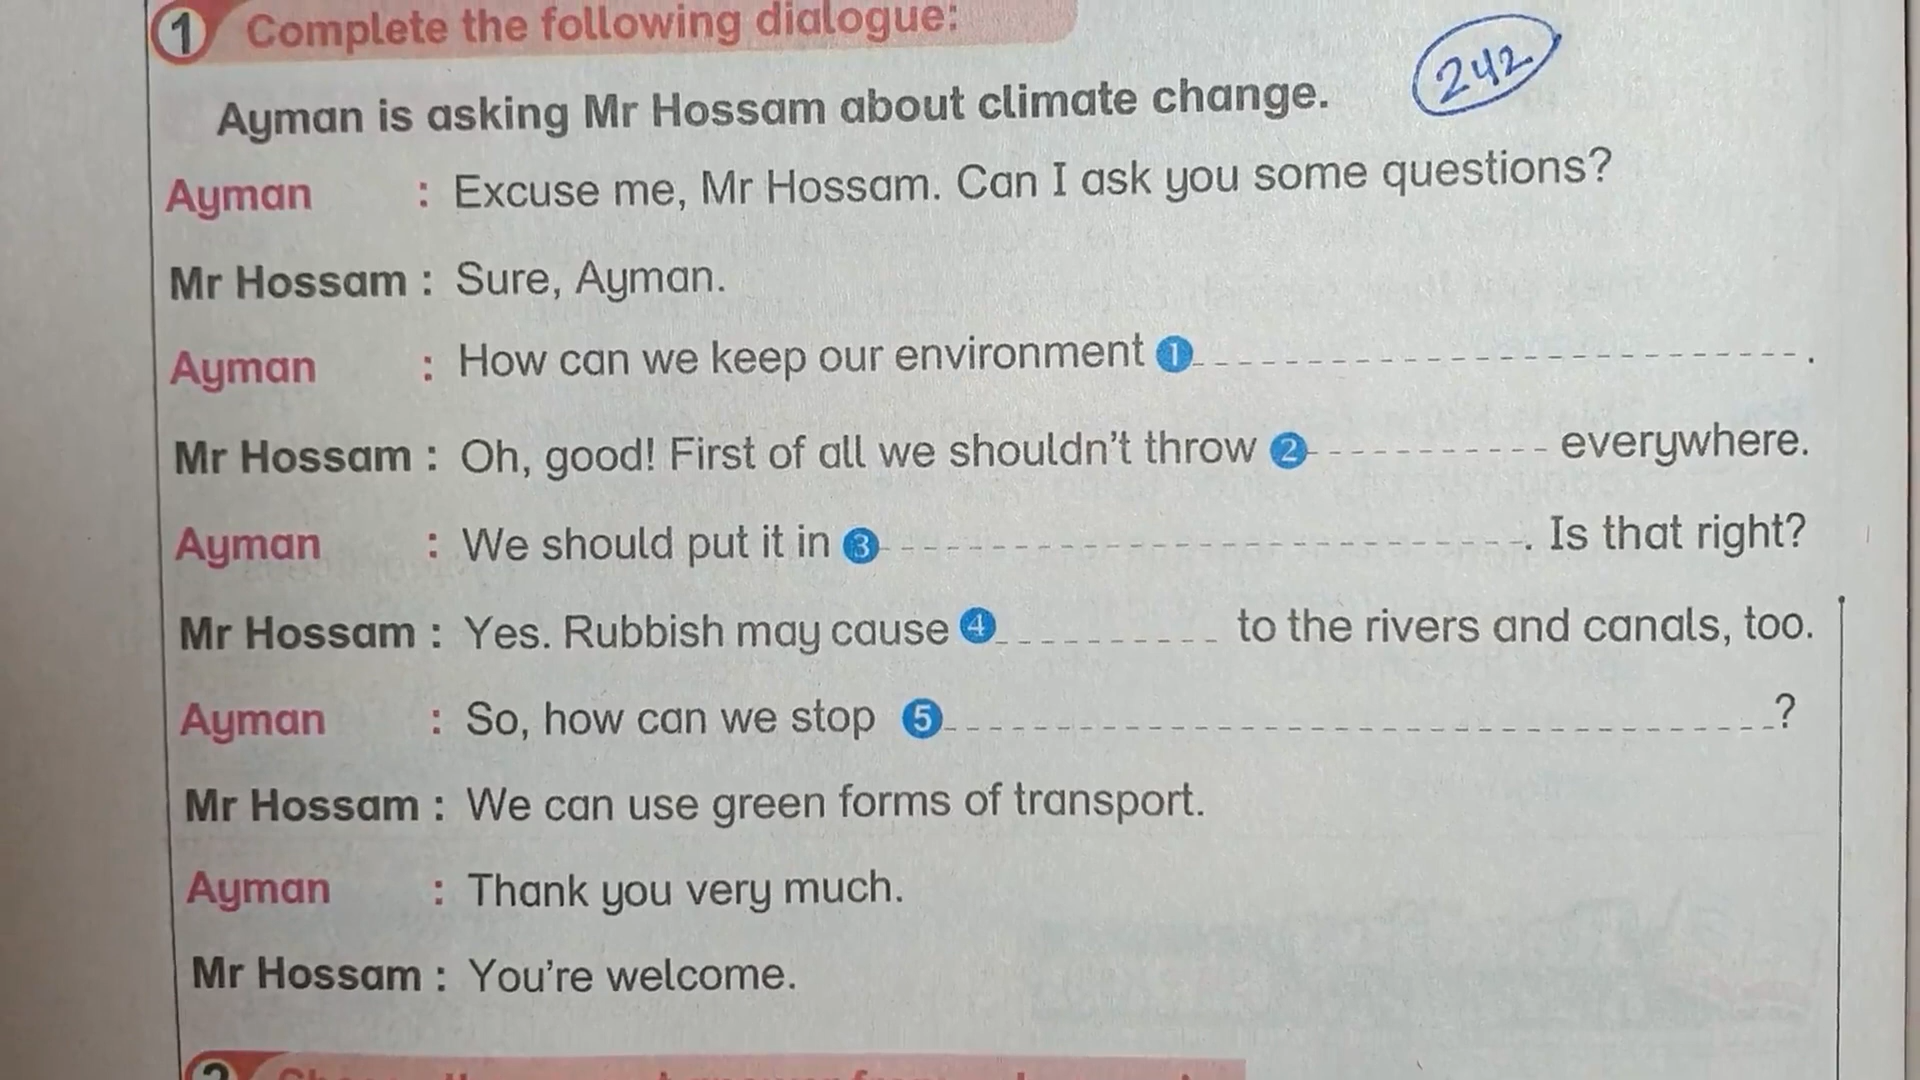 1 Complete the following dialogue:
242
Ayman is asking Mr Hossam about climate change.
Ayman : Excuse me, Mr Hossam. Can I ask you some questions?
Mr Hossam : Sure, Ayman.
Ayman : How can we keep our environment 1 .
Mr Hossam : Oh, good! First of all we shouldn't throw 2 everywhere.
Ayman : We should put it in 3 . Is that right?
Mr Hossam : Yes. Rubbish may cause 4 to the rivers and canals, too.
Ayman : So, how can we stop 5 ?
Mr Hossam : We can use green forms of transport.
Ayman : Thank you very much.
Mr Hossam : You're welcome.